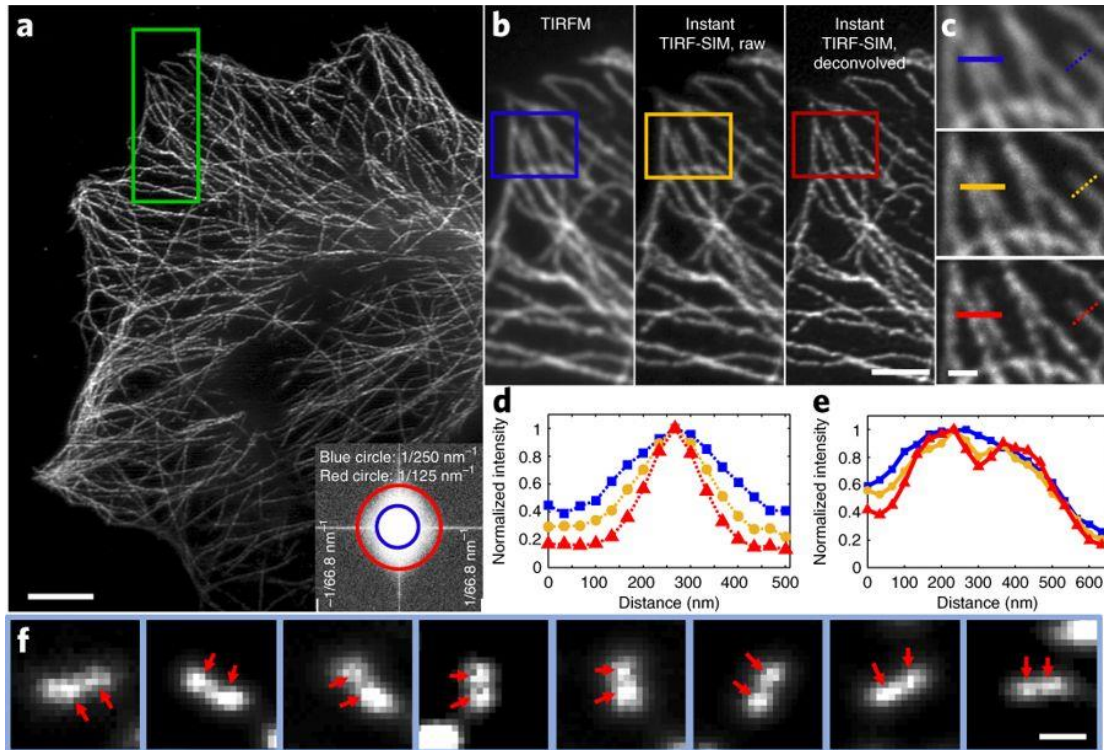 a
b
TIRFM
Instant
TIRF-SIM, raw
Instant
TIRF-SIM,
deconvolved
c
Blue circle: 1/250 nm⁻¹
Red circle: 1/125 nm⁻¹
–1/66.8 nm⁻¹
1/66.8 nm⁻¹
d
Normalized intensity
1
0.8
0.6
0.4
0.2
0
0 100 200 300 400 500
Distance (nm)
e
Normalized intensity
1
0.8
0.6
0.4
0.2
0
0 100 200 300 400 500 600
Distance (nm)
f